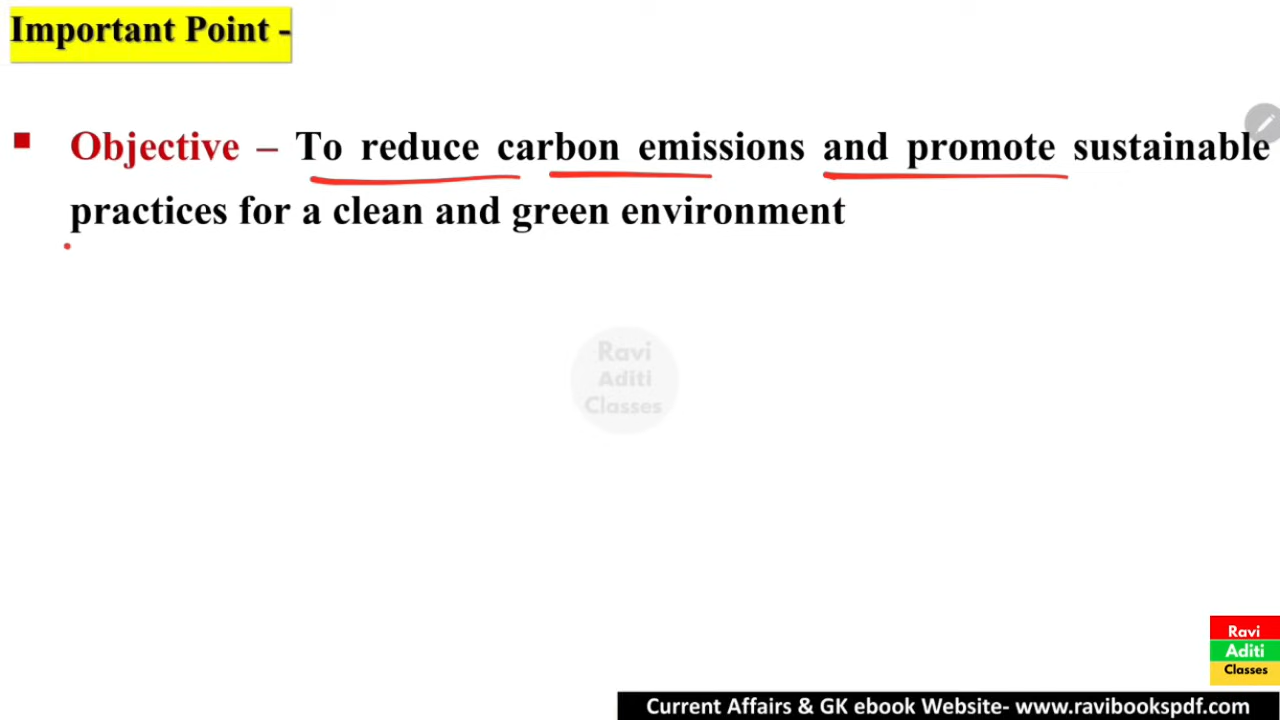 Important Point -
▪ Objective – To reduce carbon emissions and promote sustainable
practices for a clean and green environment
Ravi
Aditi
Classes
Ravi
Aditi
Classes
Current Affairs & GK ebook Website- www.ravibookspdf.com